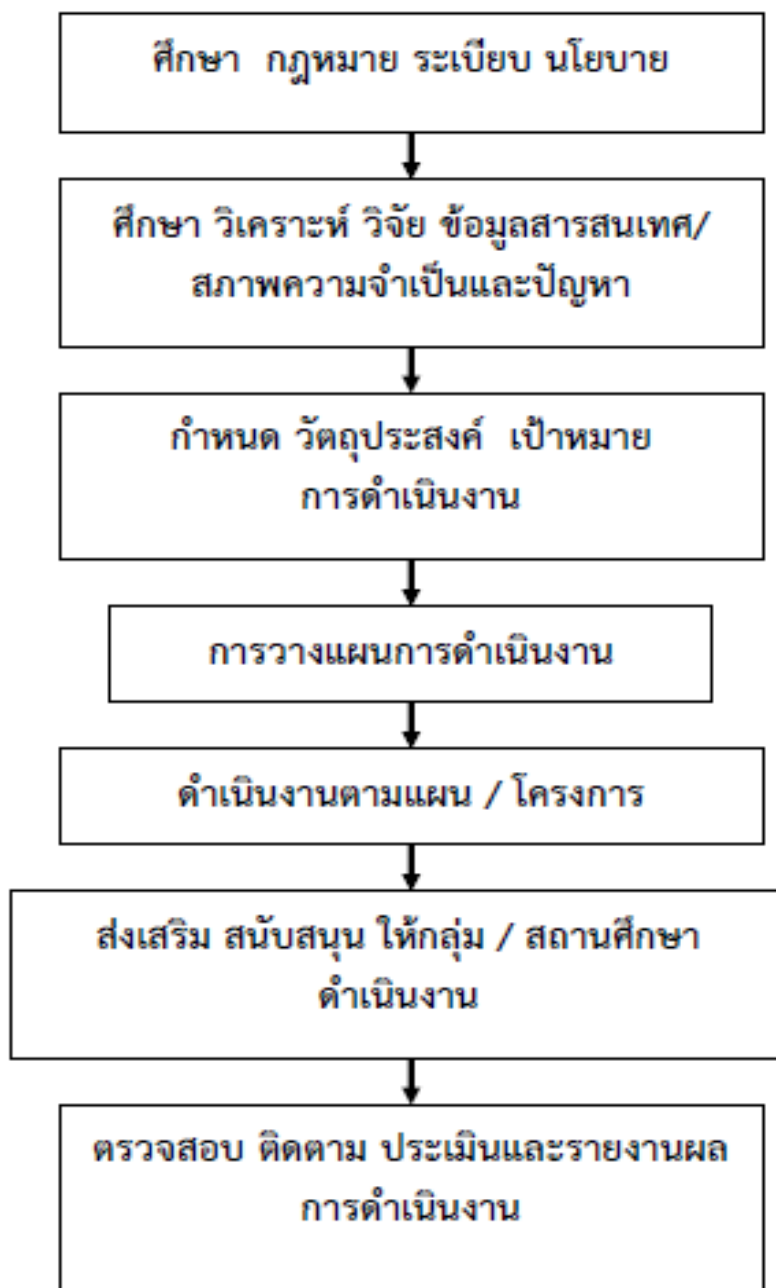 ศึกษา  กฎหมาย ระเบียบ นโยบาย
ศึกษา วิเคราะห์ วิจัย ข้อมูลสารสนเทศ/
สภาพความจำเป็นและปัญหา
กำหนด วัตถุประสงค์  เป้าหมาย
การดำเนินงาน
การวางแผนการดำเนินงาน
ดำเนินงานตามแผน / โครงการ
ส่งเสริม สนับสนุน ให้กลุ่ม / สถานศึกษา
ดำเนินงาน
ตรวจสอบ ติดตาม ประเมินและรายงานผล
การดำเนินงาน